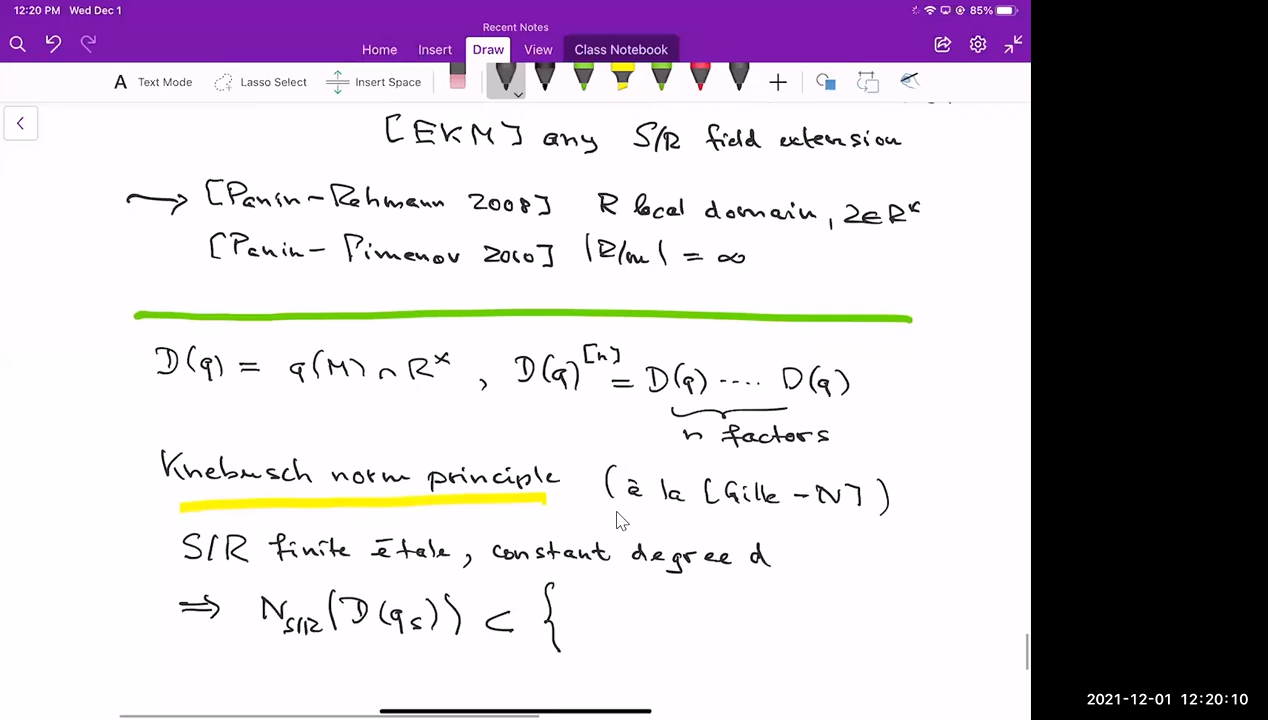 12:20 PM Wed Dec 1
85%
Recent Notes
Home Insert Draw View Class Notebook
Text Mode Lasso Select Insert Space
[EKM] any S/R field extension
→ [Panin-Rehmann 2008] R local domain, 2∈R^×
[Panin-Pimenov 2010] |R/m| = ∞
D(q) = q(M) ∩ R^×, D(q)^[n] = D(q) ···· D(q)
n factors
Knebusch norm principle (à la [Gille-N])
S/R finite étale, constant degree d
⇒ N_{S/R}(D(q_S)) ⊂ {
2021-12-01 12:20:10